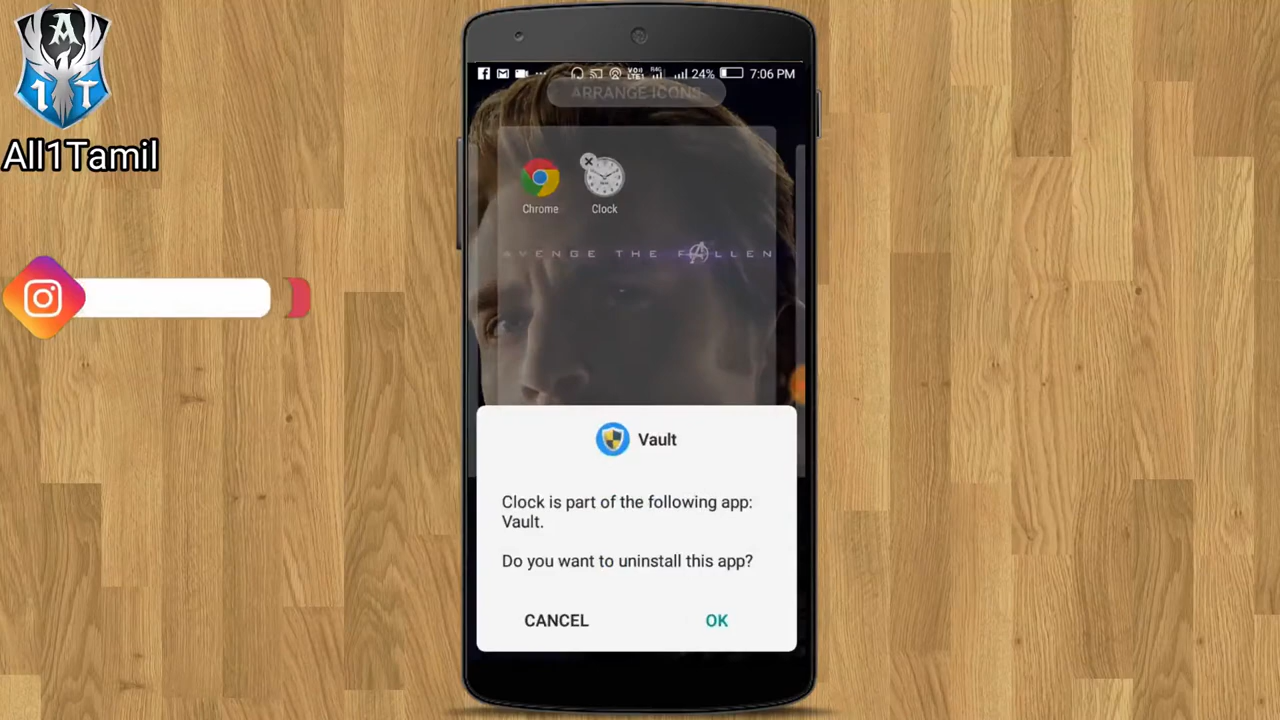 A
1 T
All1Tamil
24% 7:06 PM
ARRANGE ICONS
Chrome
Clock
AVENGE THE FALLEN
Vault
Clock is part of the following app:
Vault.
Do you want to uninstall this app?
CANCEL
OK